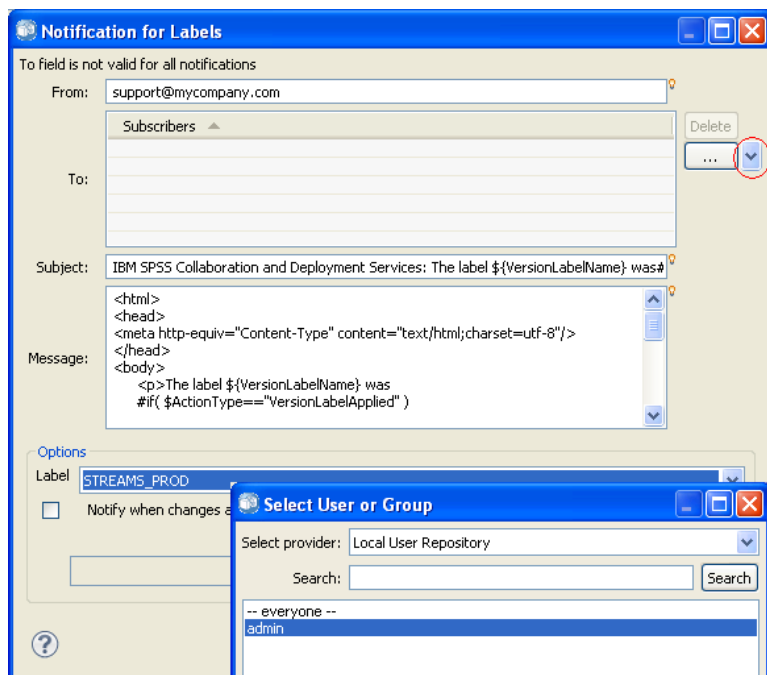 Notification for Labels
To field is not valid for all notifications
From: support@mycompany.com
Subscribers
Delete
...
To:
Subject: IBM SPSS Collaboration and Deployment Services: The label ${VersionLabelName} was#
Message:
<html>
<head>
<meta http-equiv="Content-Type" content="text/html;charset=utf-8"/>
</head>
<body>
<p>The label ${VersionLabelName} was
#if( $ActionType=="VersionLabelApplied" )
Options
Label STREAMS_PROD
Notify when changes a
Select User or Group
Select provider: Local User Repository
Search: Search
-- everyone --
admin
?